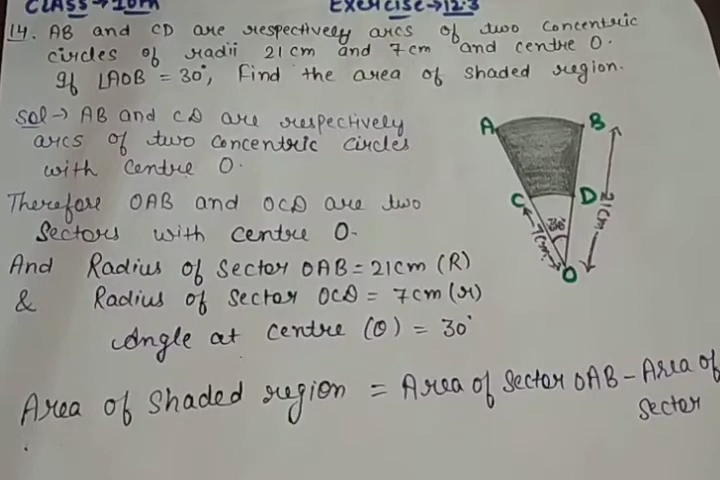 CLASS → 10th
EXERCISE → 12.3
14. AB and CD are respectively arcs of two concentric
circles of radii 21cm and 7cm and centre O.
If ∠AOB = 30°, Find the area of shaded region.
Sol → AB and CD are respectively
arcs of two concentric circles
with centre O.
Therefore OAB and OCD are two
Sectors with centre O.
And Radius of Sector OAB = 21cm (R)
& Radius of Sector OCD = 7cm (r)
Angle at centre (θ) = 30°
Area of shaded region = Area of sector OAB - Area of
Sector
A
B
C
D
21cm
7cm
30°
O